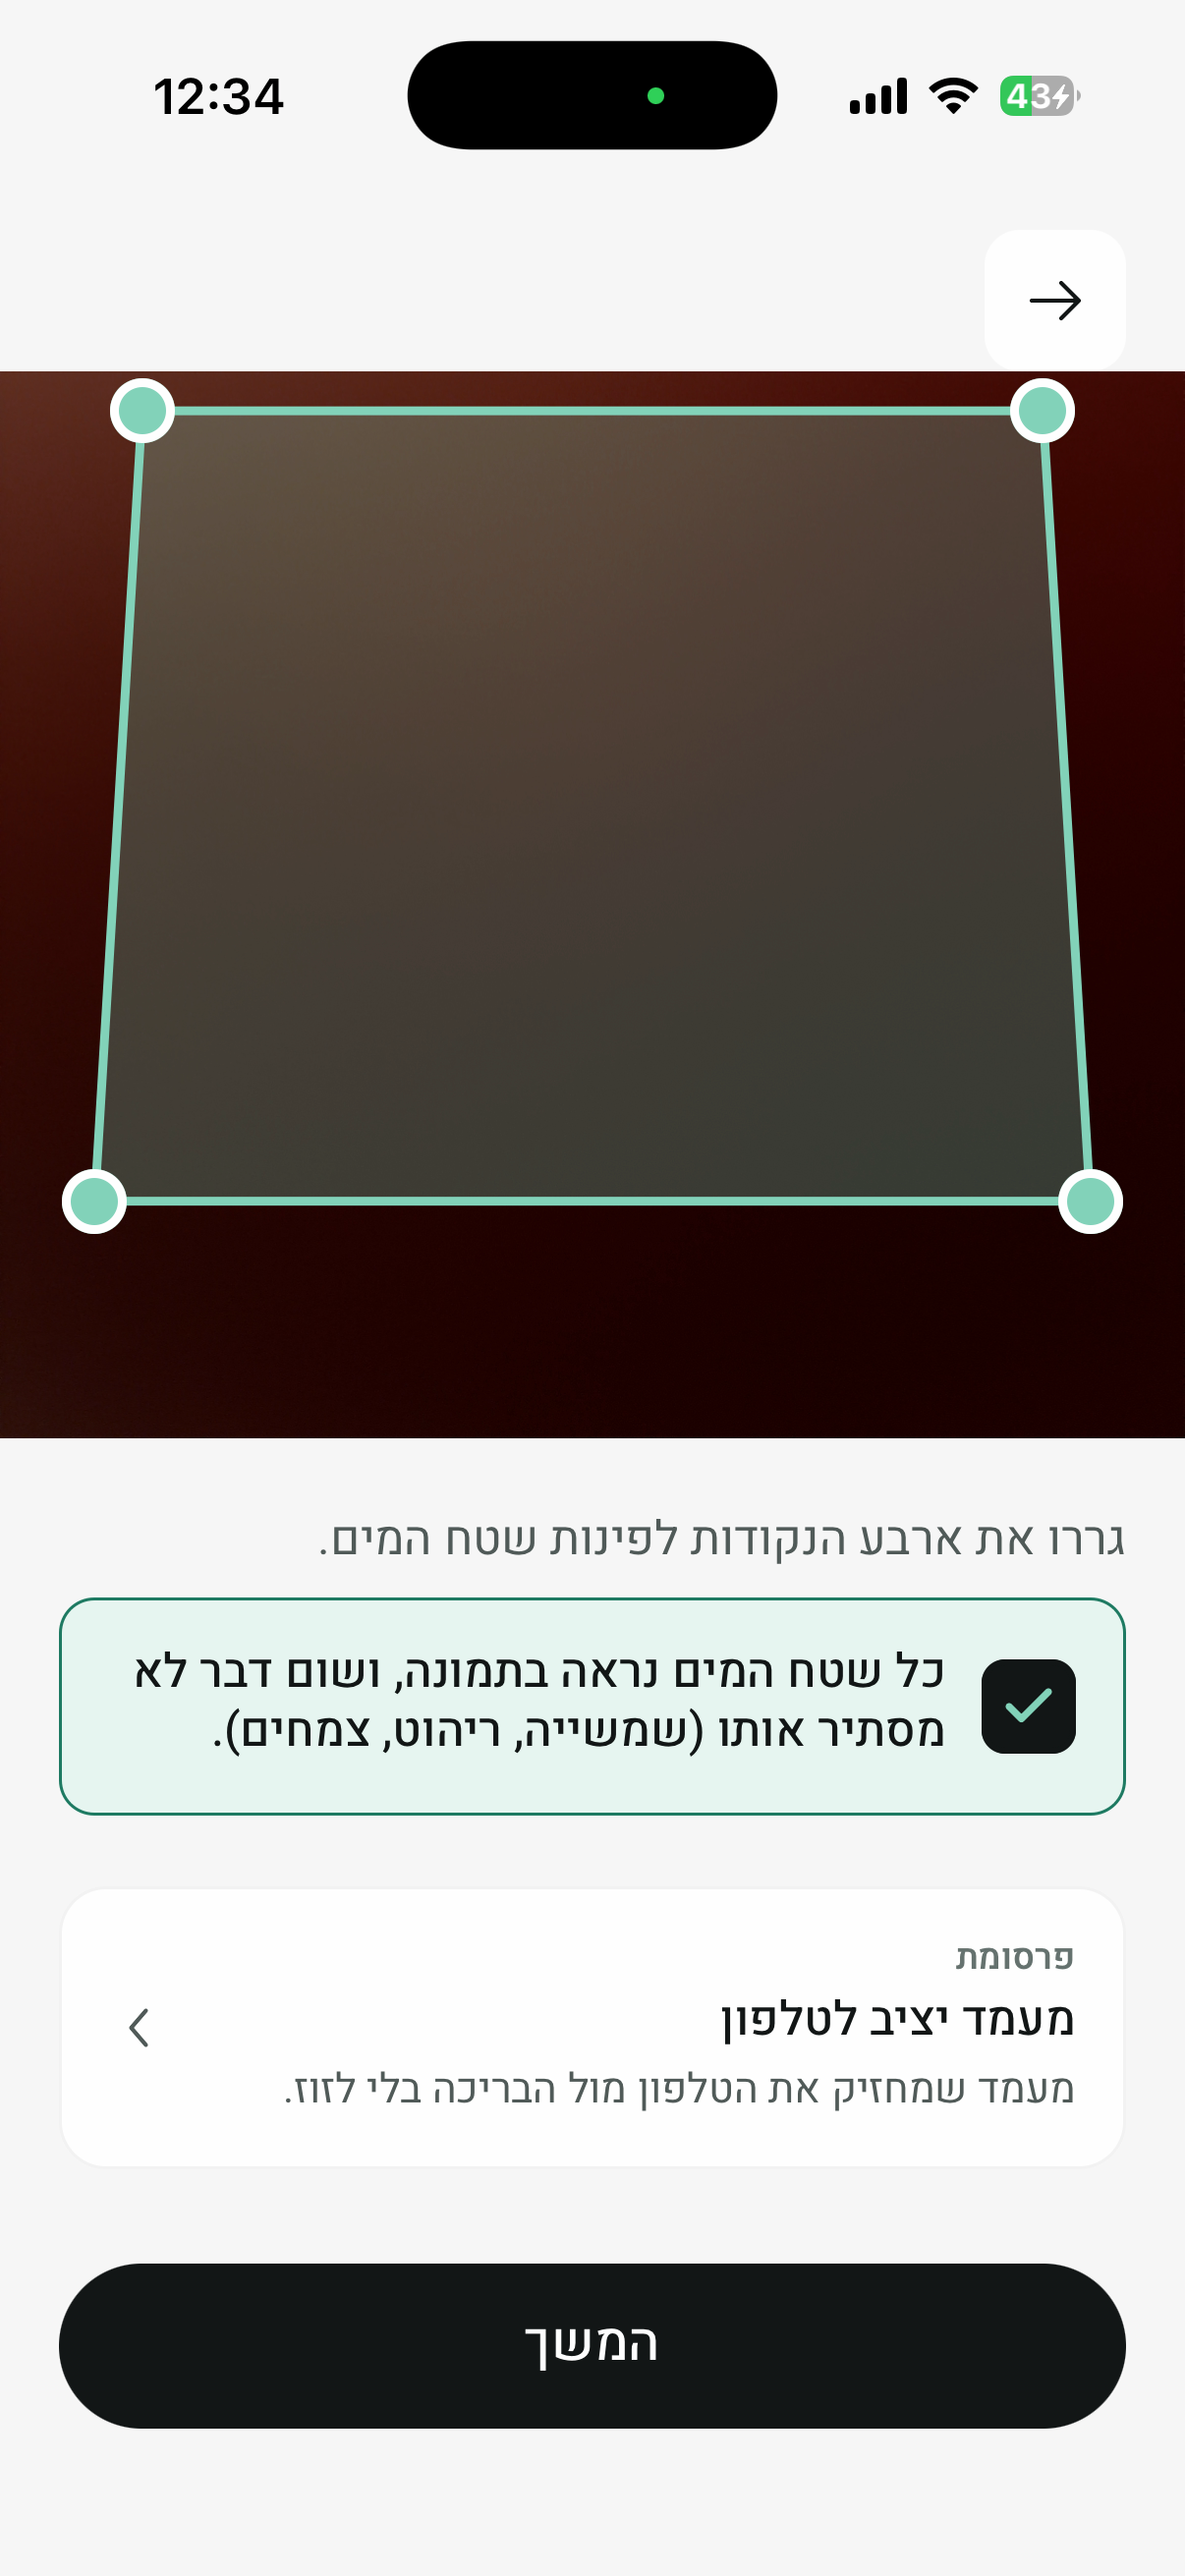 12:34
43
גררו את ארבע הנקודות לפינות שטח המים.
כל שטח המים נראה בתמונה, ושום דבר לא
מסתיר אותו (שמשייה, ריהוט, צמחים).
פרסומת
מעמד יציב לטלפון
מעמד שמחזיק את הטלפון מול הבריכה בלי לזוז.
המשך